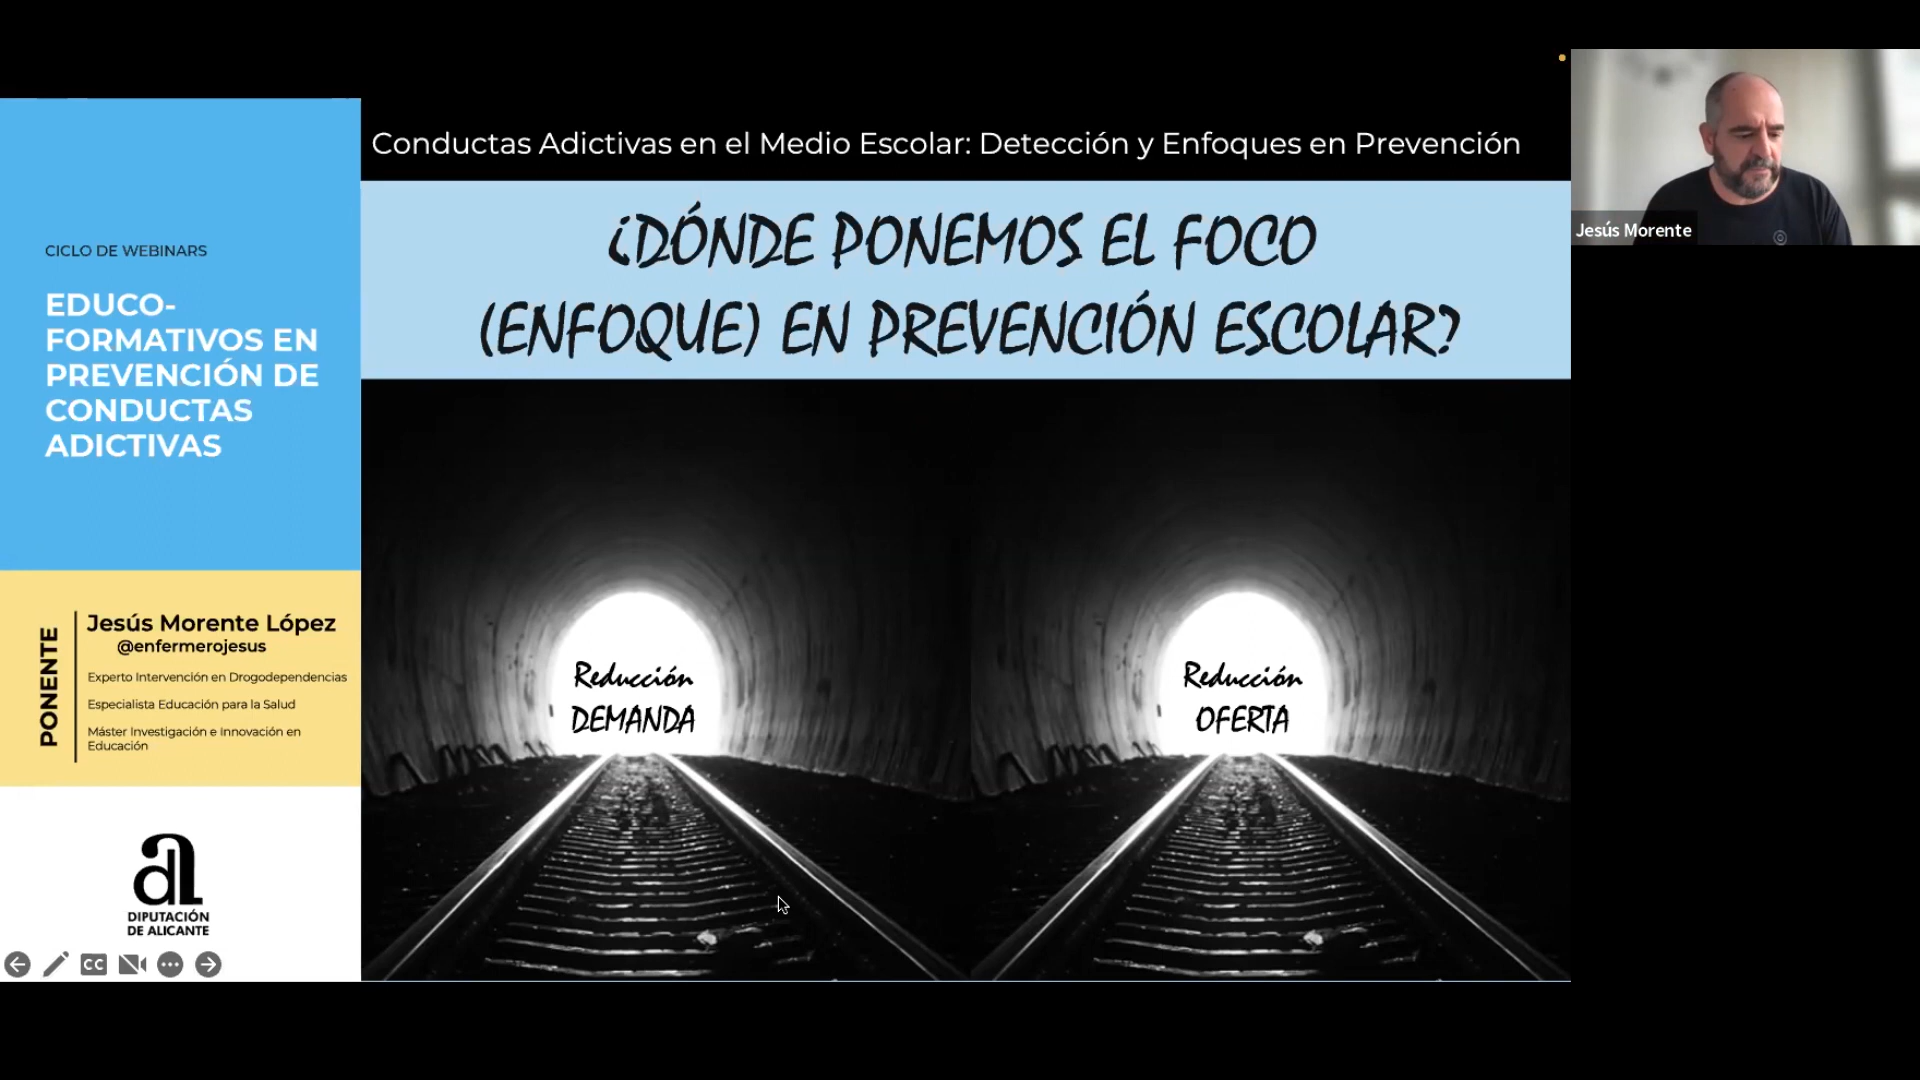 CICLO DE WEBINARS
EDUCO-
FORMATIVOS EN
PREVENCIÓN DE
CONDUCTAS
ADICTIVAS
PONENTE
Jesús Morente López
@enfermerojesus
Experto Intervención en Drogodependencias
Especialista Educación para la Salud
Máster Investigación e Innovación en
Educación
DIPUTACIÓN
DE ALICANTE
CC
Conductas Adictivas en el Medio Escolar: Detección y Enfoques en Prevención
¿DÓNDE PONEMOS EL FOCO
(ENFOQUE) EN PREVENCIÓN ESCOLAR?
Reducción
DEMANDA
Reducción
OFERTA
Jesús Morente